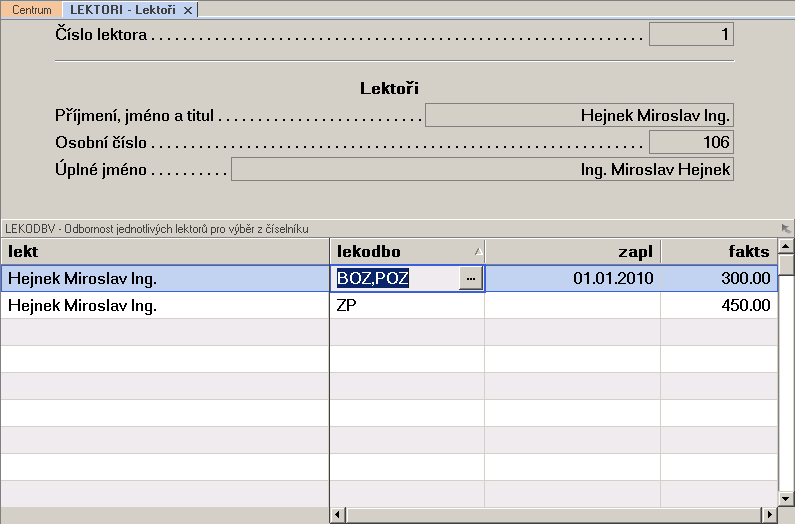 Centrum LEKTORI - Lektoři ×
Číslo lektora . . . . . . . . . . . . . . . . . . . . . . . . . . . . . . . . . . . . . . . . . . . . . . . . . . . . . . . . . . 1
Lektoři
Příjmení, jméno a titul . . . . . . . . . . . . . . . . . . . . . . . . Hejnek Miroslav Ing.
Osobní číslo . . . . . . . . . . . . . . . . . . . . . . . . . . . . . . . . . . . . . . . . . . . . . . . . . . . . . . . . . . 106
Úplné jméno . . . . . . . . . . Ing. Miroslav Hejnek
LEKODBV - Odbornost jednotlivých lektorů pro výběr z číselníku
lekt lekodbo zapl fakts
Hejnek Miroslav Ing. BOZ,POZ ... 01.01.2010 300.00
Hejnek Miroslav Ing. ZP 450.00